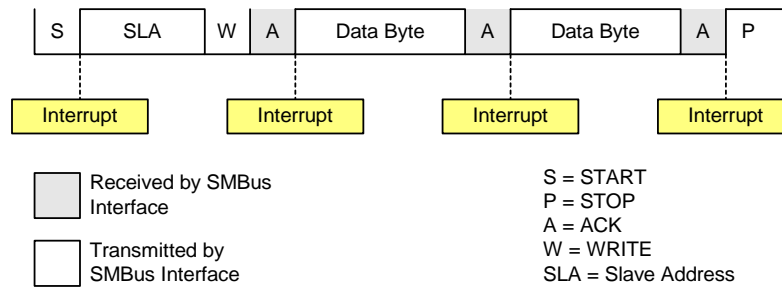 S SLA W A Data Byte A Data Byte A P
Interrupt Interrupt Interrupt Interrupt
Received by SMBus
Interface
Transmitted by
SMBus Interface
S = START
P = STOP
A = ACK
W = WRITE
SLA = Slave Address